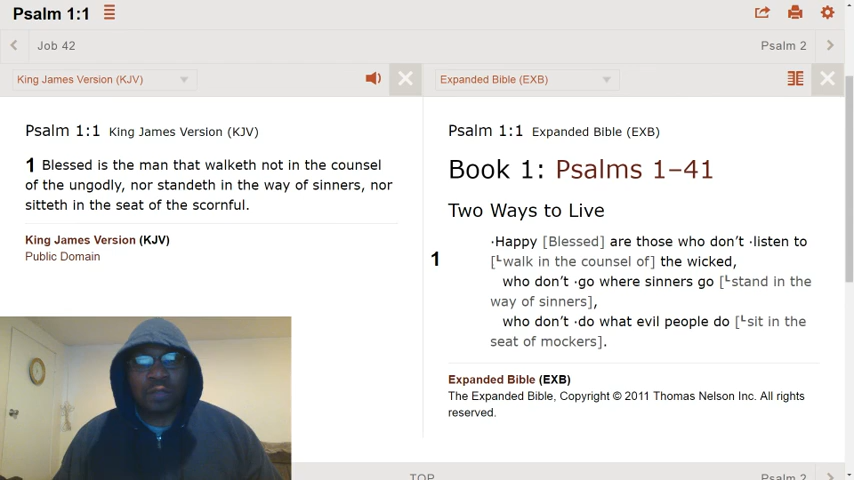 Psalm 1:1
Job 42
Psalm 2
King James Version (KJV)
Expanded Bible (EXB)
Psalm 1:1 King James Version (KJV)
1 Blessed is the man that walketh not in the counsel
of the ungodly, nor standeth in the way of sinners, nor
sitteth in the seat of the scornful.
King James Version (KJV)
Public Domain
Psalm 1:1 Expanded Bible (EXB)
Book 1: Psalms 1–41
Two Ways to Live
1 ·Happy [Blessed] are those who don’t ·listen to
[└walk in the counsel of] the wicked,
who don’t ·go where sinners go [└stand in the
way of sinners],
who don’t ·do what evil people do [└sit in the
seat of mockers].
Expanded Bible (EXB)
The Expanded Bible, Copyright © 2011 Thomas Nelson Inc. All rights
reserved.
TOP
Psalm 2